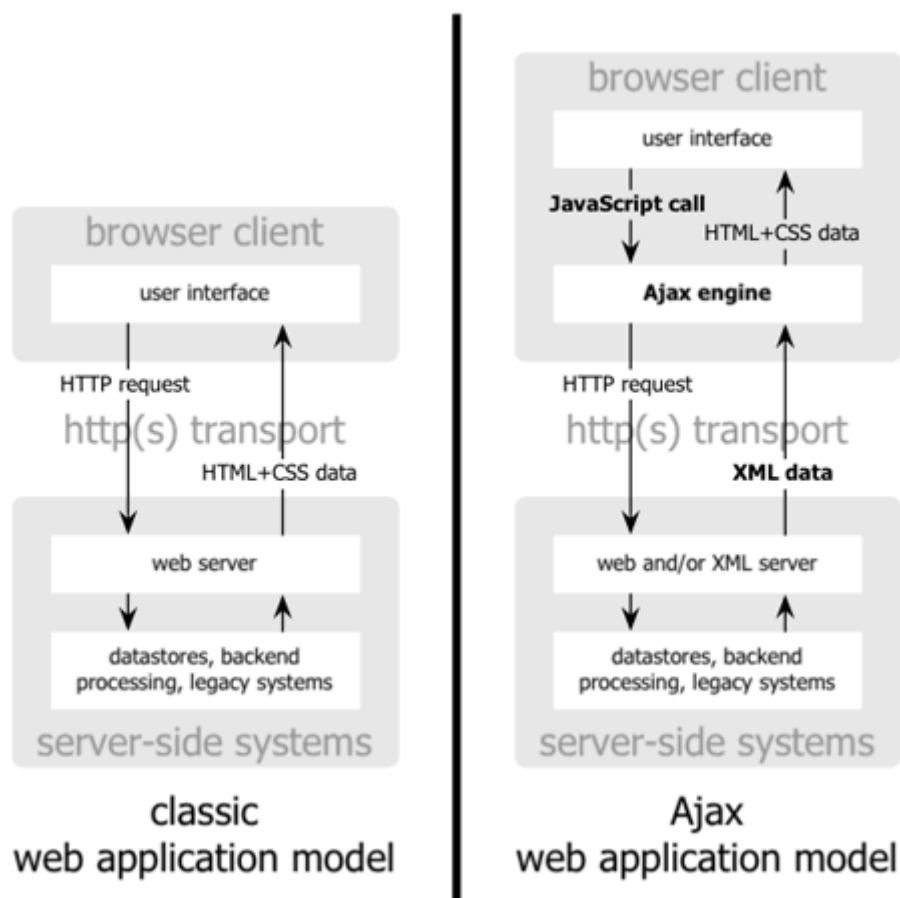 browser client
user interface
HTTP request
http(s) transport
HTML+CSS data
web server
datastores, backend
processing, legacy systems
server-side systems
classic
web application model
browser client
user interface
JavaScript call
HTML+CSS data
Ajax engine
HTTP request
http(s) transport
XML data
web and/or XML server
datastores, backend
processing, legacy systems
server-side systems
Ajax
web application model